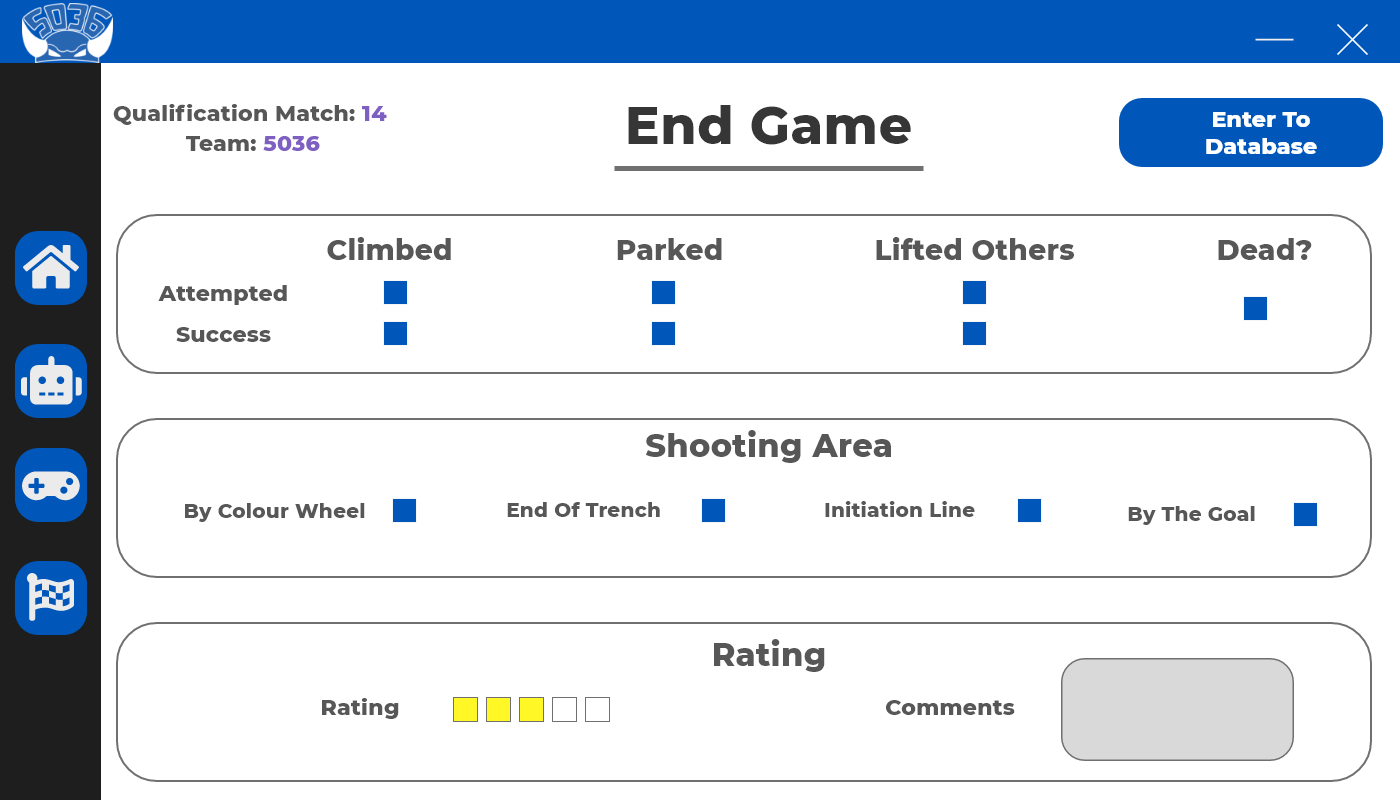 5036
Qualification Match: 14
Team: 5036
End Game
Enter To
Database
Climbed Parked Lifted Others Dead?
Attempted
Success
Shooting Area
By Colour Wheel End Of Trench Initiation Line By The Goal
Rating
Rating Comments